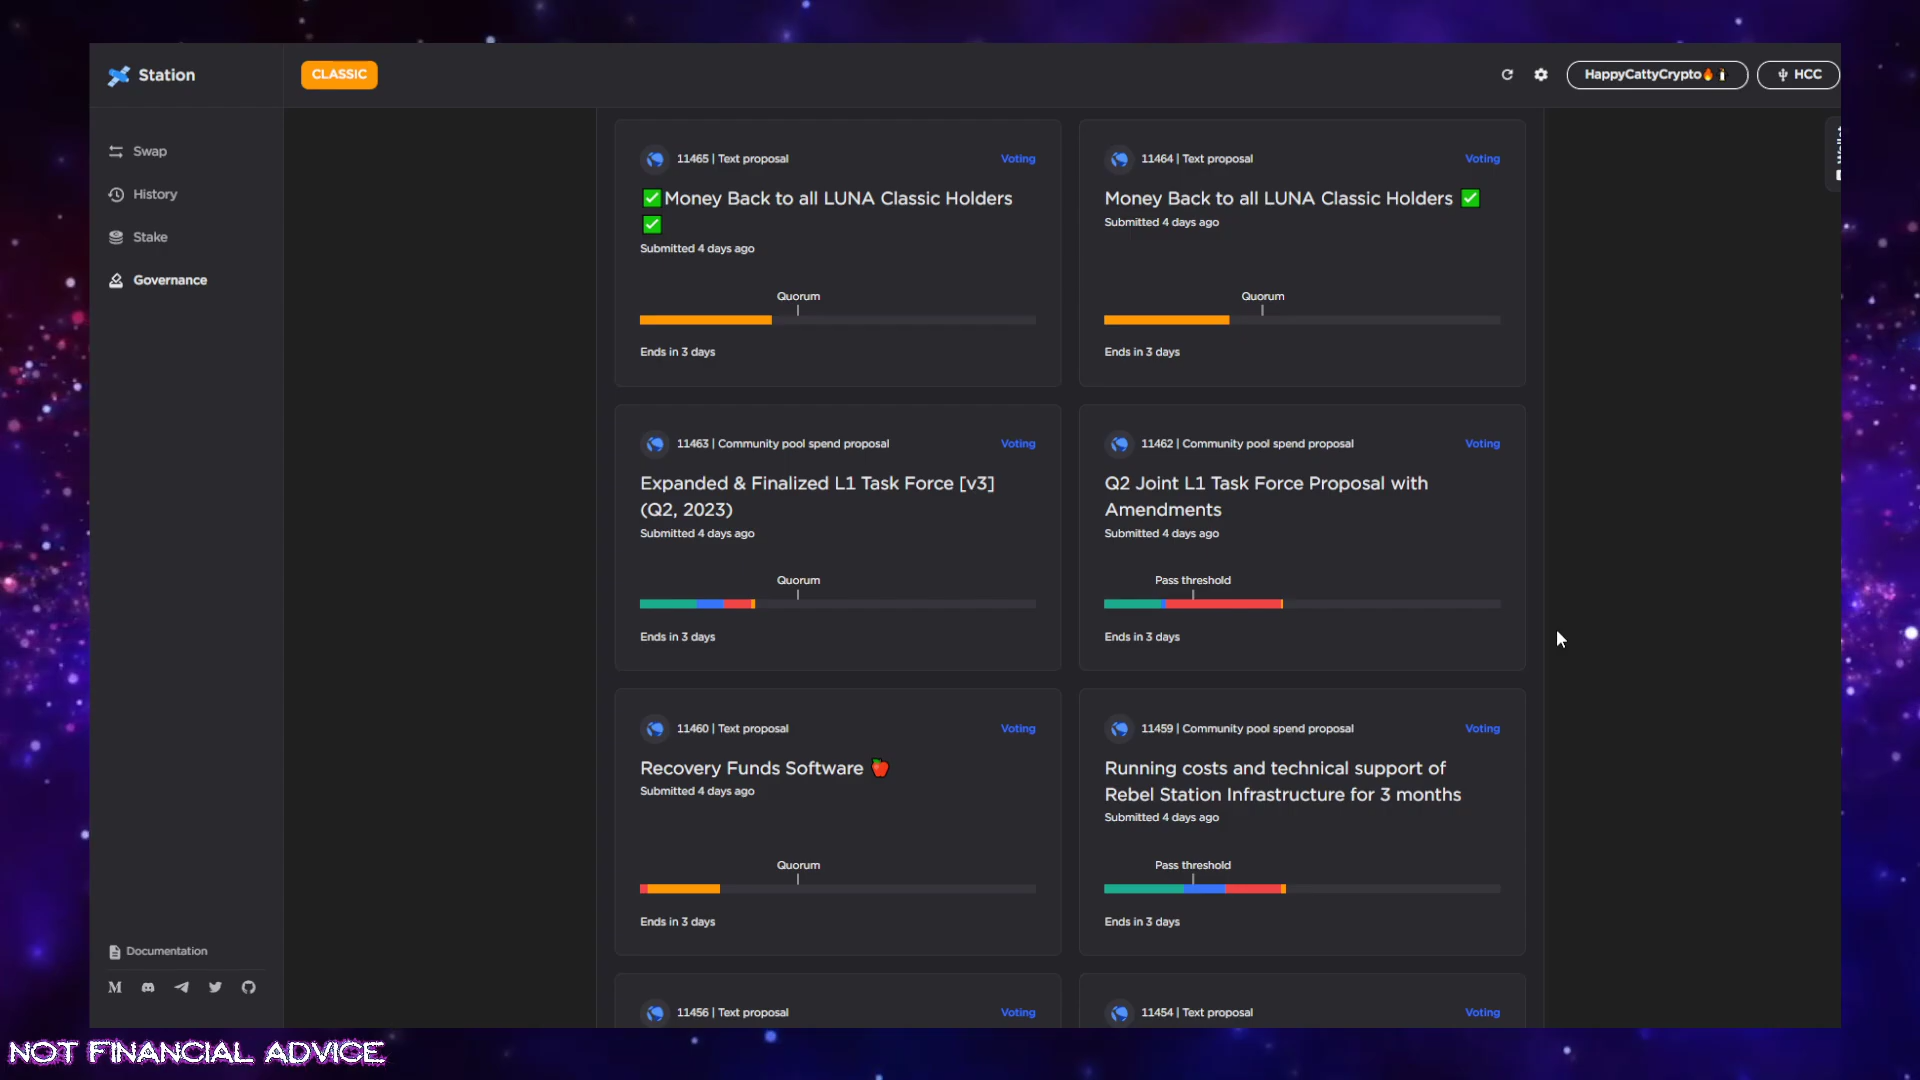 Station
CLASSIC
HappyCattyCrypto🔥🕯️
HCC
Swap
History
Stake
Governance
11465 | Text proposal
Voting
✅Money Back to all LUNA Classic Holders
✅
Submitted 4 days ago
Quorum
Ends in 3 days
11464 | Text proposal
Voting
Money Back to all LUNA Classic Holders ✅
Submitted 4 days ago
Quorum
Ends in 3 days
11463 | Community pool spend proposal
Voting
Expanded & Finalized L1 Task Force [v3]
(Q2, 2023)
Submitted 4 days ago
Quorum
Ends in 3 days
11462 | Community pool spend proposal
Voting
Q2 Joint L1 Task Force Proposal with
Amendments
Submitted 4 days ago
Pass threshold
Ends in 3 days
11460 | Text proposal
Voting
Recovery Funds Software 🍎
Submitted 4 days ago
Quorum
Ends in 3 days
11459 | Community pool spend proposal
Voting
Running costs and technical support of
Rebel Station Infrastructure for 3 months
Submitted 4 days ago
Pass threshold
Ends in 3 days
11456 | Text proposal
Voting
11454 | Text proposal
Voting
Documentation
NOT FINANCIAL ADVICE